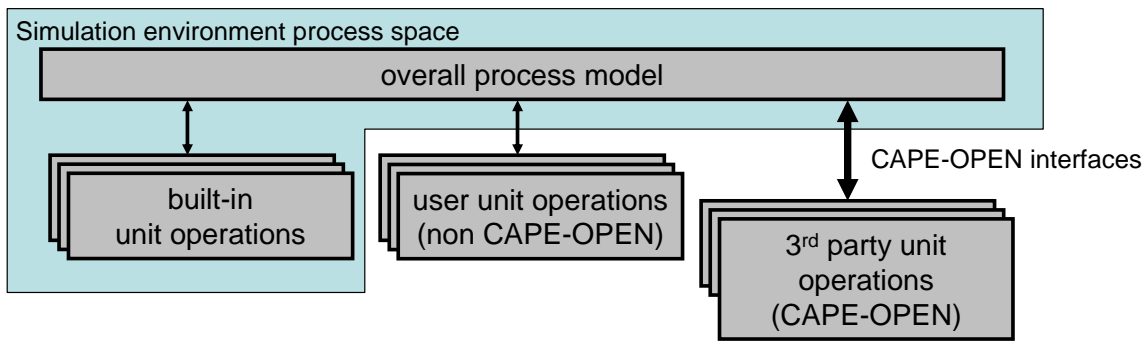 Simulation environment process space
overall process model
CAPE-OPEN interfaces
built-in
unit operations
user unit operations
(non CAPE-OPEN)
3rd party unit
operations
(CAPE-OPEN)